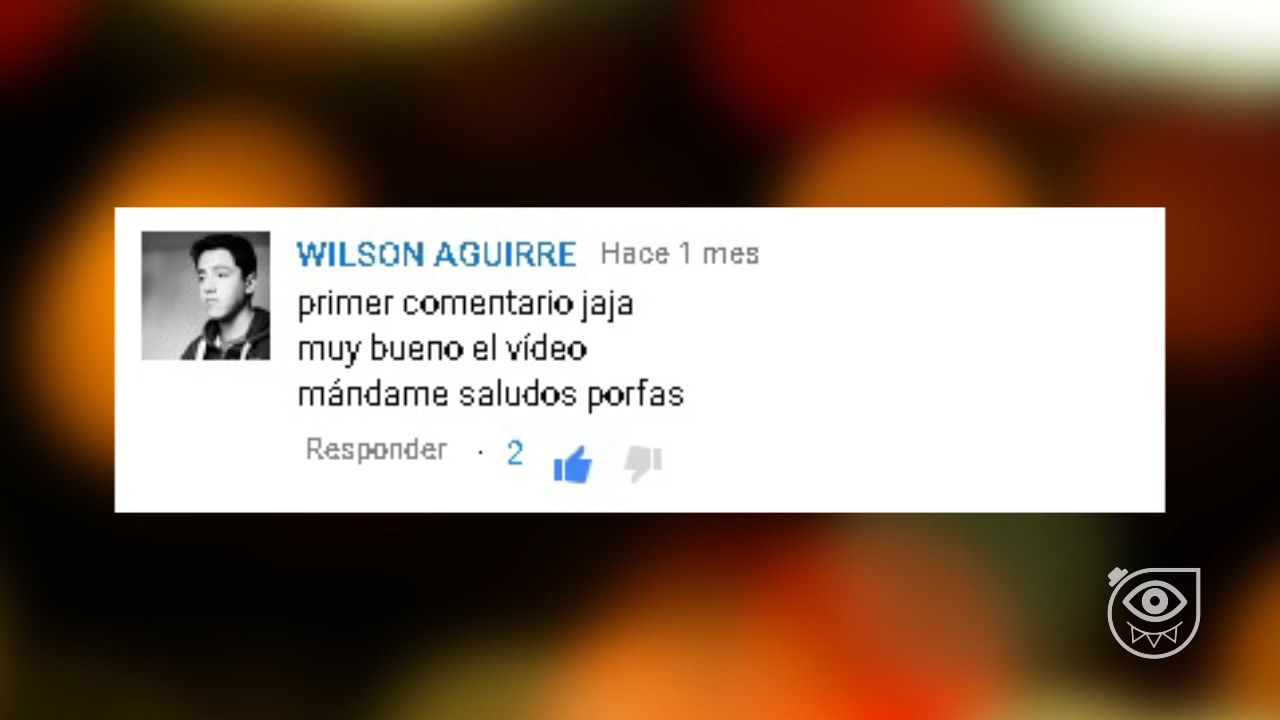 WILSON AGUIRRE Hace 1 mes
primer comentario jaja
muy bueno el vídeo
mándame saludos porfas
Responder · 2